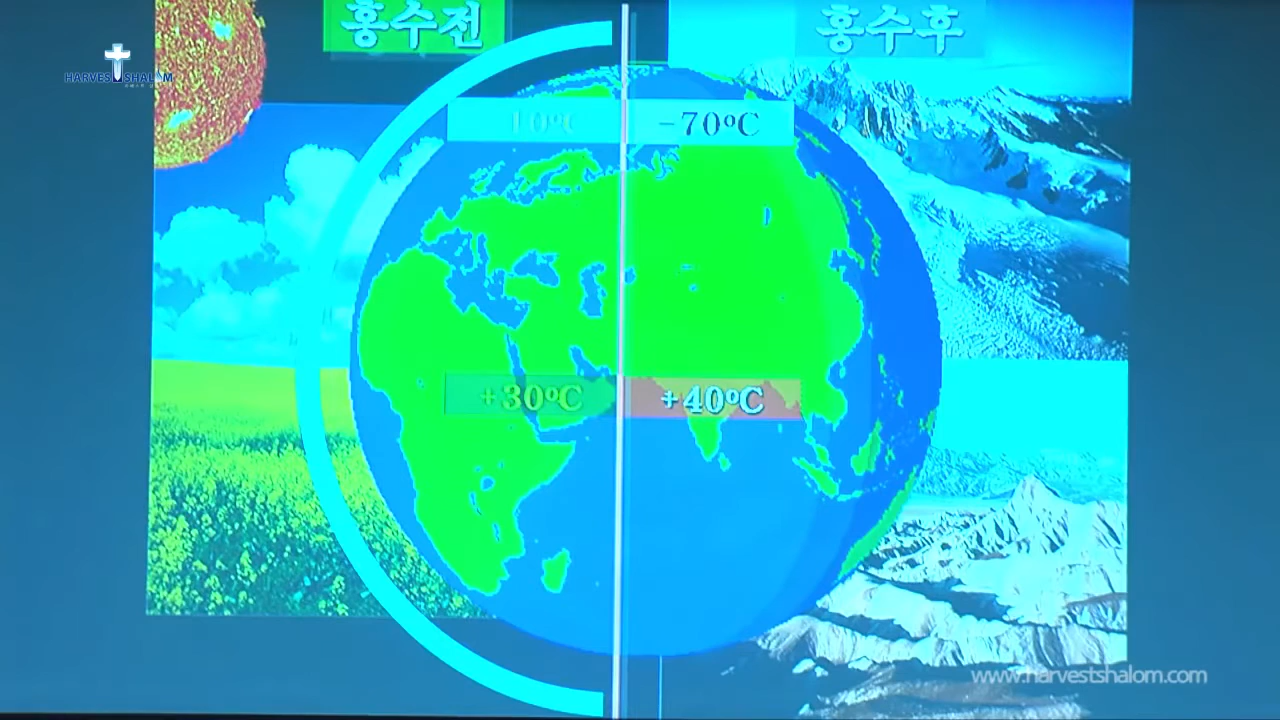 홍수전
홍수후
HARVEST SHALOM
10ºC
-70ºC
+30ºC
+40ºC
www.harvestshalom.com